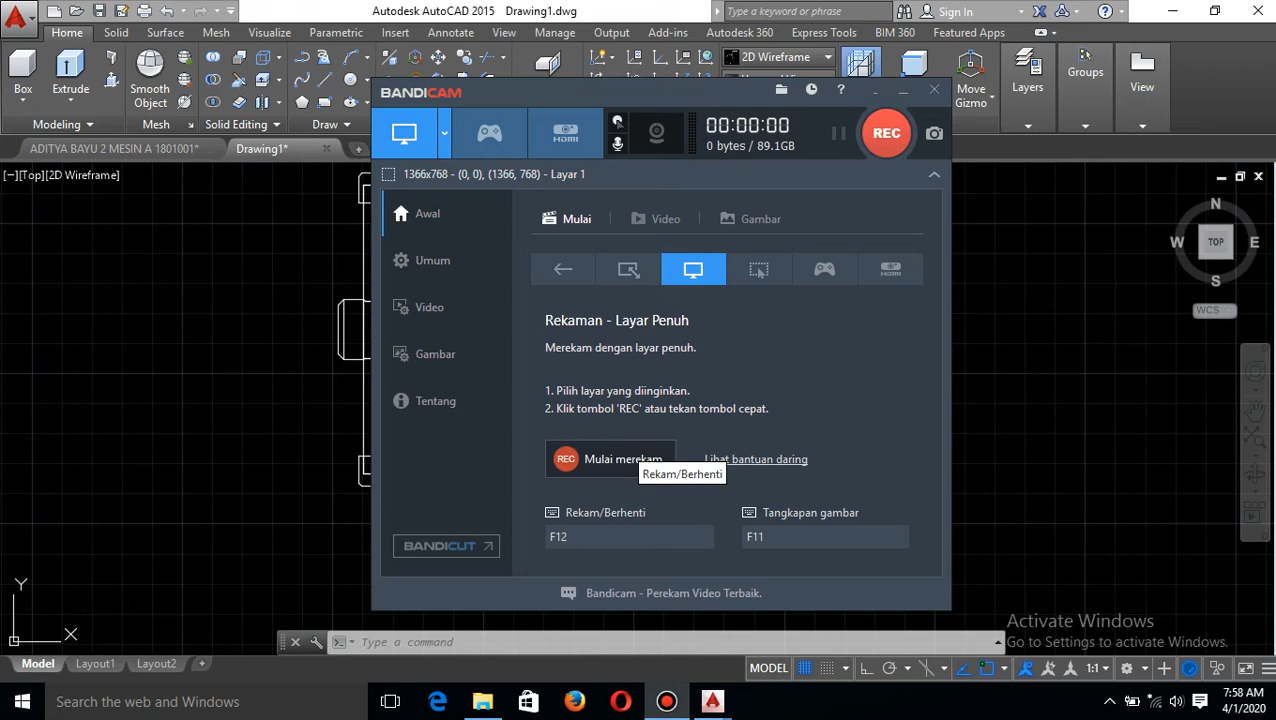 Autodesk AutoCAD 2015 Drawing1.dwg
Type a keyword or phrase
Sign In
Home Solid Surface Mesh Visualize Parametric Insert Annotate View Manage Output Add-ins Autodesk 360 Express Tools BIM 360 Featured Apps
2D Wireframe
Box Extrude Smooth Object Move Gizmo Layers Groups View
Modeling Mesh Solid Editing Draw
ADITYA BAYU 2 MESIN A 1801001* Drawing1*
[−][Top][2D Wireframe]
BANDICAM
HDMI
00:00:00
0 bytes / 89.1GB
REC
1366x768 - (0, 0), (1366, 768) - Layar 1
Awal
Umum
Video
Gambar
Tentang
BANDICUT
Mulai Video Gambar
HDMI
Rekaman - Layar Penuh
Merekam dengan layar penuh.
1. Pilih layar yang diinginkan.
2. Klik tombol 'REC' atau tekan tombol cepat.
REC Mulai merekam
Lihat bantuan daring
Rekam/Berhenti
Rekam/Berhenti Tangkapan gambar
F12 F11
Bandicam - Perekam Video Terbaik.
N
W TOP E
S
WCS
Y
X
Type a command
Activate Windows
Go to Settings to activate Windows.
Model Layout1 Layout2
MODEL 1:1
Search the web and Windows
7:58 AM
4/1/2020